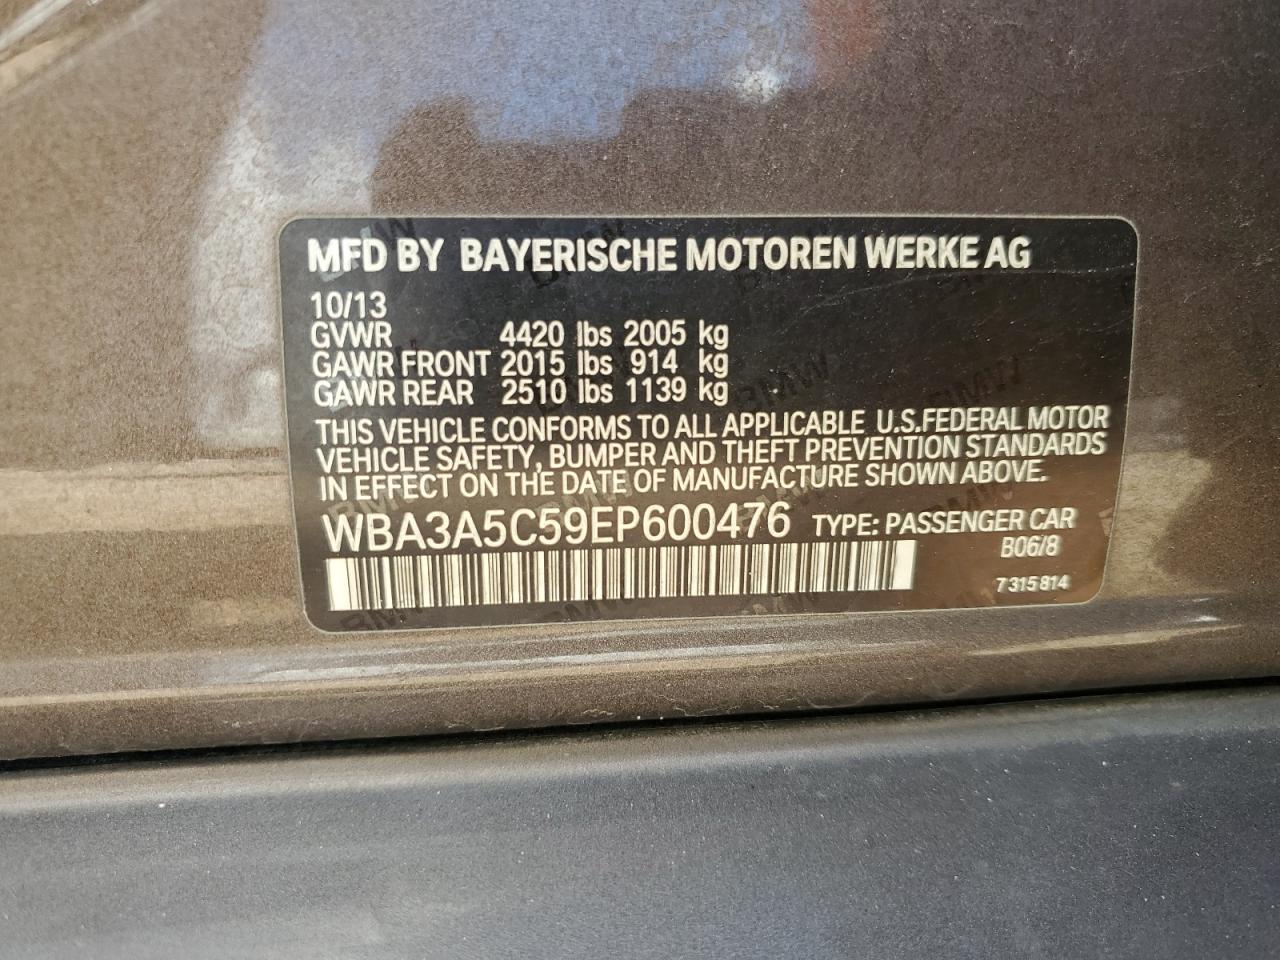 MFD BY BAYERISCHE MOTOREN WERKE AG
10/13
GVWR 4420 lbs 2005 kg
GAWR FRONT 2015 lbs 914 kg
GAWR REAR 2510 lbs 1139 kg
THIS VEHICLE CONFORMS TO ALL APPLICABLE U.S.FEDERAL MOTOR
VEHICLE SAFETY, BUMPER AND THEFT PREVENTION STANDARDS
IN EFFECT ON THE DATE OF MANUFACTURE SHOWN ABOVE.
WBA3A5C59EP600476 TYPE: PASSENGER CAR
B06/8
7 315 814